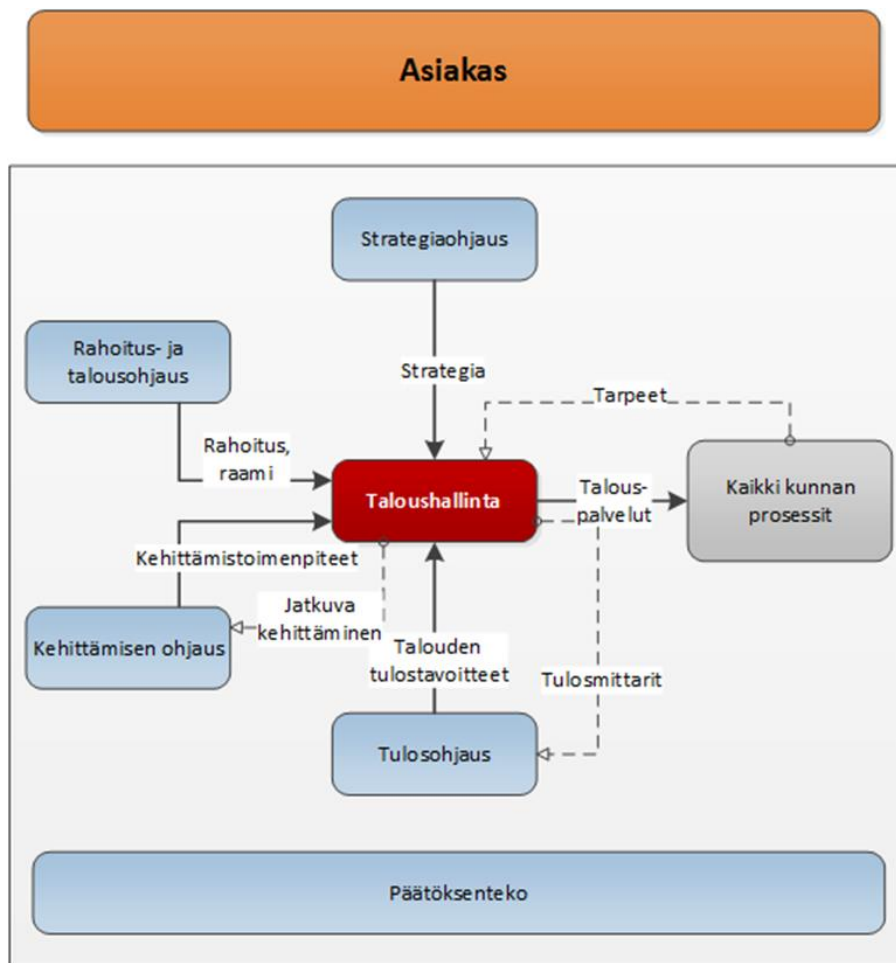 Asiakas
Strategiaohjaus
Rahoitus- ja
talousohjaus
Strategia
Tarpeet
Rahoitus,
raami
Taloushallinta
Talous-
palvelut
Kaikki kunnan
prosessit
Kehittämistoimenpiteet
Jatkuva
kehittäminen
Kehittämisen ohjaus
Talouden
tulostavoitteet
Tulosmittarit
Tulosohjaus
Päätöksenteko